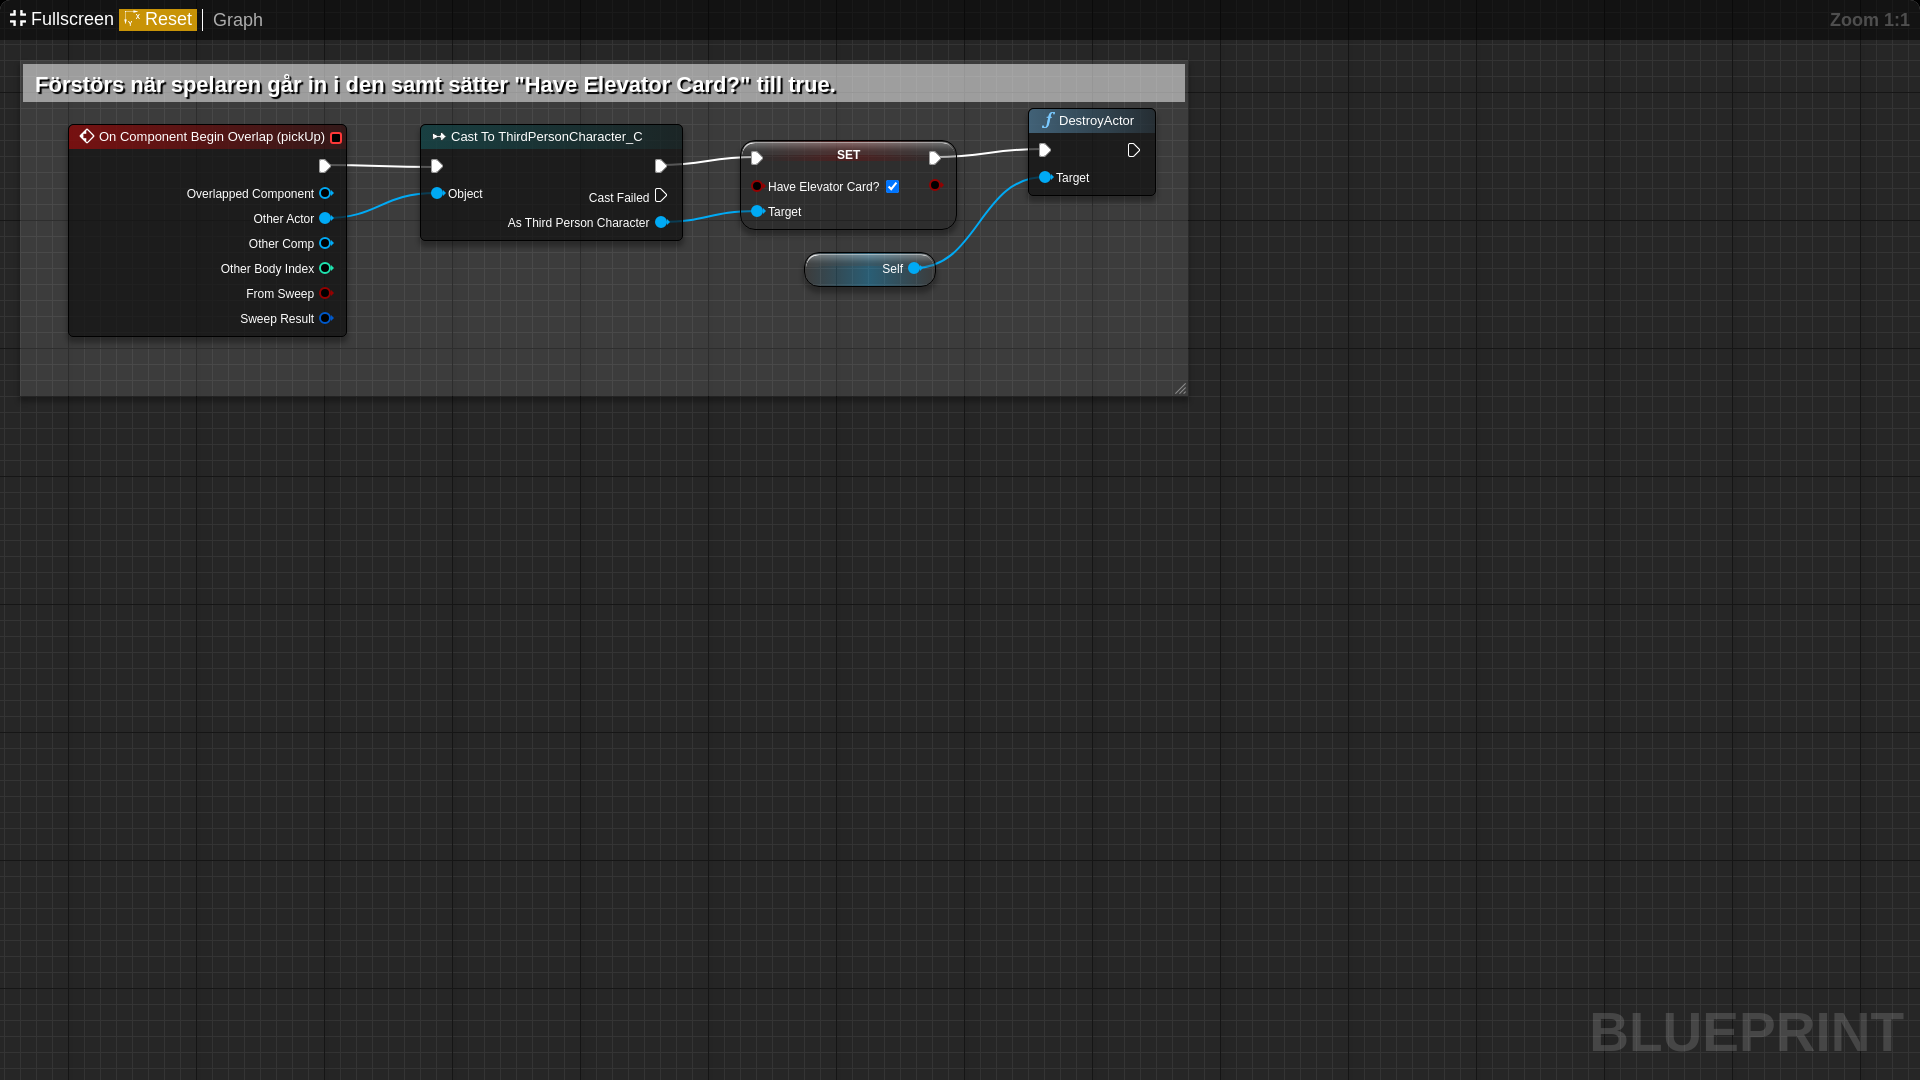 Fullscreen Reset Graph Zoom 1:1
Förstörs när spelaren går in i den samt sätter "Have Elevator Card?" till true.
On Component Begin Overlap (pickUp)
Overlapped Component
Other Actor
Other Comp
Other Body Index
From Sweep
Sweep Result
Cast To ThirdPersonCharacter_C
Object
Cast Failed
As Third Person Character
SET
Have Elevator Card?
Target
Self
DestroyActor
Target
BLUEPRINT